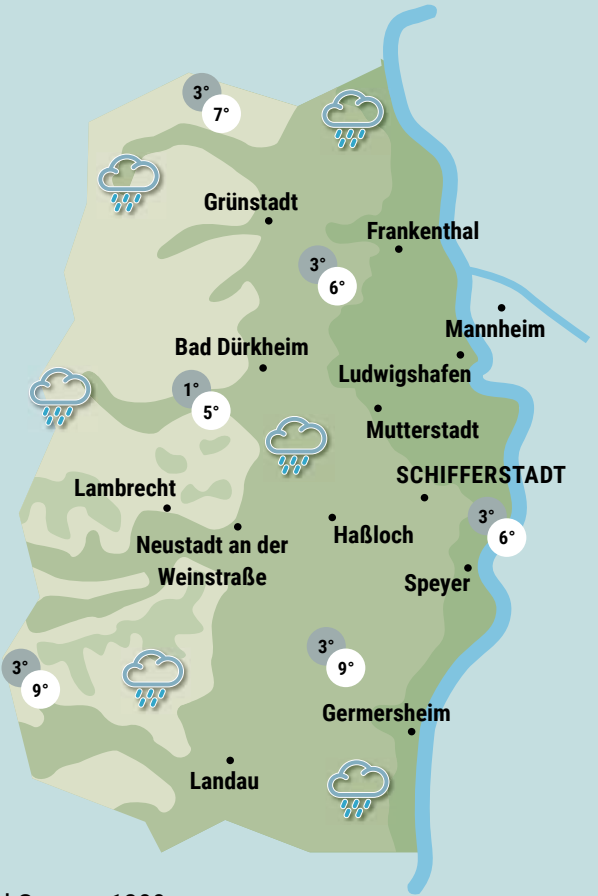 3°
7°
Grünstadt
Frankenthal
3°
6°
Mannheim
Bad Dürkheim
Ludwigshafen
1°
5°
Mutterstadt
SCHIFFERSTADT
Lambrecht
3°
6°
Haßloch
Neustadt an der
Weinstraße
Speyer
3°
9°
3°
9°
Germersheim
Landau